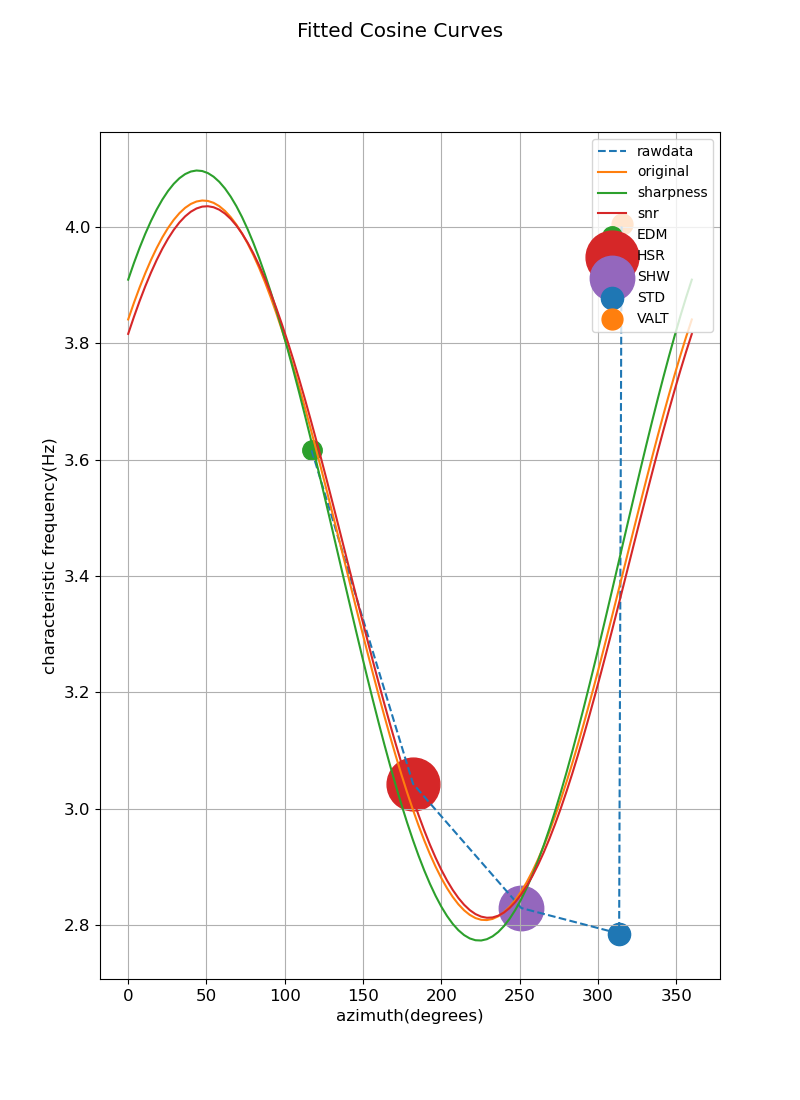 Fitted Cosine Curves
rawdata
original
sharpness
snr
EDM
HSR
SHW
STD
VALT
4.0
3.8
3.6
3.4
3.2
3.0
2.8
characteristic frequency(Hz)
0 50 100 150 200 250 300 350
azimuth(degrees)